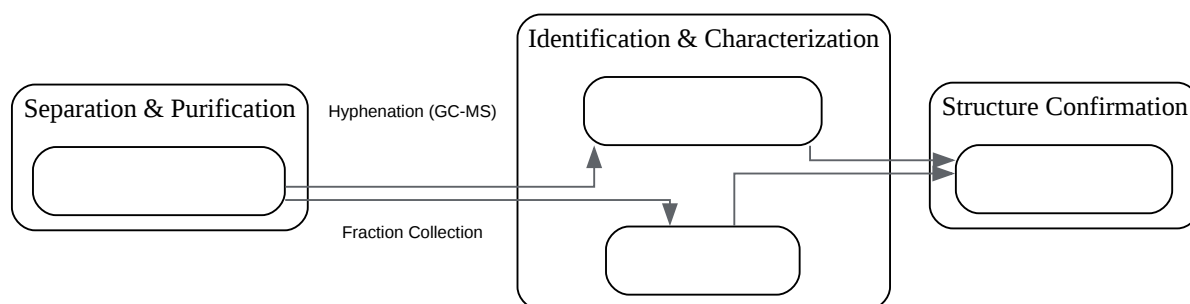 Identification & Characterization
Separation & Purification
Hyphenation (GC-MS)
Structure Confirmation
Fraction Collection